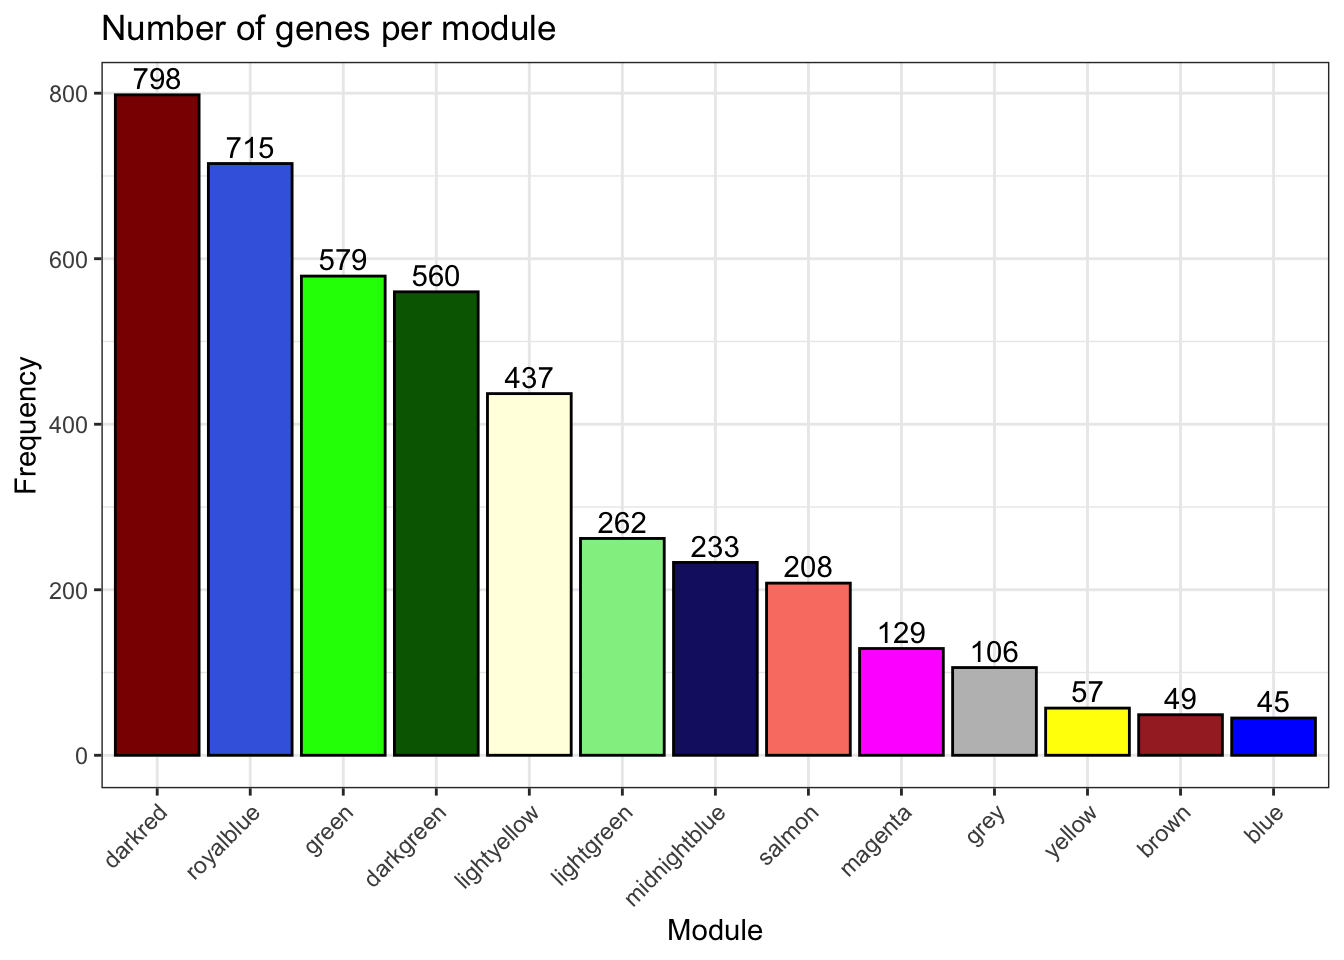 Number of genes per module
Frequency
800
600
400
200
0
798
715
579
560
437
262
233
208
129
106
57
49
45
darkred
royalblue
green
darkgreen
lightyellow
lightgreen
midnightblue
salmon
magenta
grey
yellow
brown
blue
Module